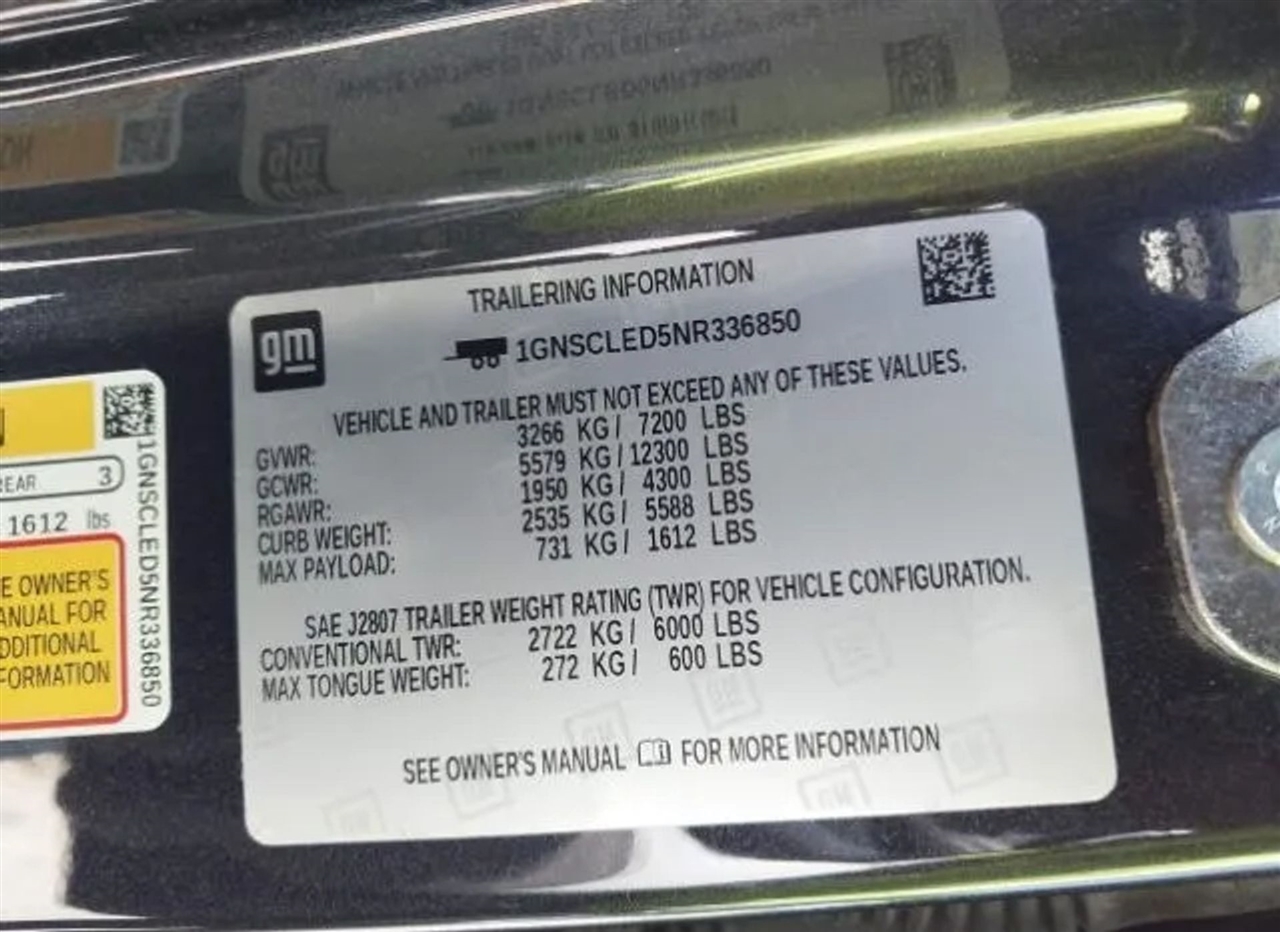 TRAILERING INFORMATION
gm
1GNSCLED5NR336850
VEHICLE AND TRAILER MUST NOT EXCEED ANY OF THESE VALUES.
GVWR: 3266 KG/ 7200 LBS
GCWR: 5579 KG/ 12300 LBS
RGAWR: 1950 KG/ 4300 LBS
CURB WEIGHT: 2535 KG/ 5588 LBS
MAX PAYLOAD: 731 KG/ 1612 LBS
SAE J2807 TRAILER WEIGHT RATING (TWR) FOR VEHICLE CONFIGURATION.
CONVENTIONAL TWR: 2722 KG/ 6000 LBS
MAX TONGUE WEIGHT: 272 KG/ 600 LBS
SEE OWNER'S MANUAL FOR MORE INFORMATION
REAR 3
1612 lbs
E OWNER'S
ANUAL FOR
DDITIONAL
FORMATION
1GNSCLED5NR336850